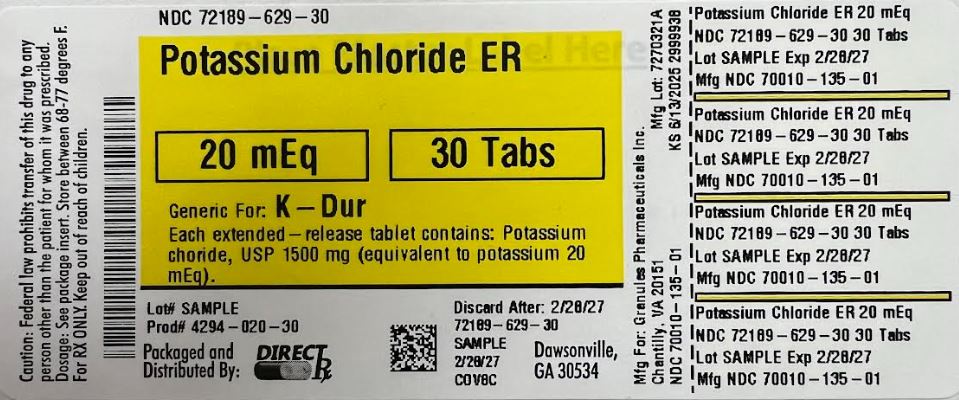 Caution: Federal law prohibits transfer of this drug to any
person other than the patient for whom it was prescribed.
Dosage: See package insert. Store between 68-77 degrees F.
For RX ONLY. Keep out of reach of children.
NDC 72189-629-30
Potassium Chloride ER
20 mEq
30 Tabs
Generic For: K-Dur
Each extended-release tablet contains: Potassium
choride, USP 1500 mg (equivalent to potassium 20
mEq).
Lot# SAMPLE
Prod# 4294-020-30
Packaged and
Distributed By:
DIRECT Rx
Discard After: 2/28/27
72189-629-30
SAMPLE
2/28/27
COV8C
Dawsonville,
GA 30534
Mfg For: Granules Pharmaceuticals Inc.
Chantilly, VA 20151
NDC 70010-135-01
Mfg Lot: 7270321A
KS 6/13/2025 2999938
Potassium Chloride ER 20 mEq
NDC 72189-629-30 30 Tabs
Lot SAMPLE Exp 2/28/27
Mfg NDC 70010-135-01
Potassium Chloride ER 20 mEq
NDC 72189-629-30 30 Tabs
Lot SAMPLE Exp 2/28/27
Mfg NDC 70010-135-01
Potassium Chloride ER 20 mEq
NDC 72189-629-30 30 Tabs
Lot SAMPLE Exp 2/28/27
Mfg NDC 70010-135-01
Potassium Chloride ER 20 mEq
NDC 72189-629-30 30 Tabs
Lot SAMPLE Exp 2/28/27
Mfg NDC 70010-135-01